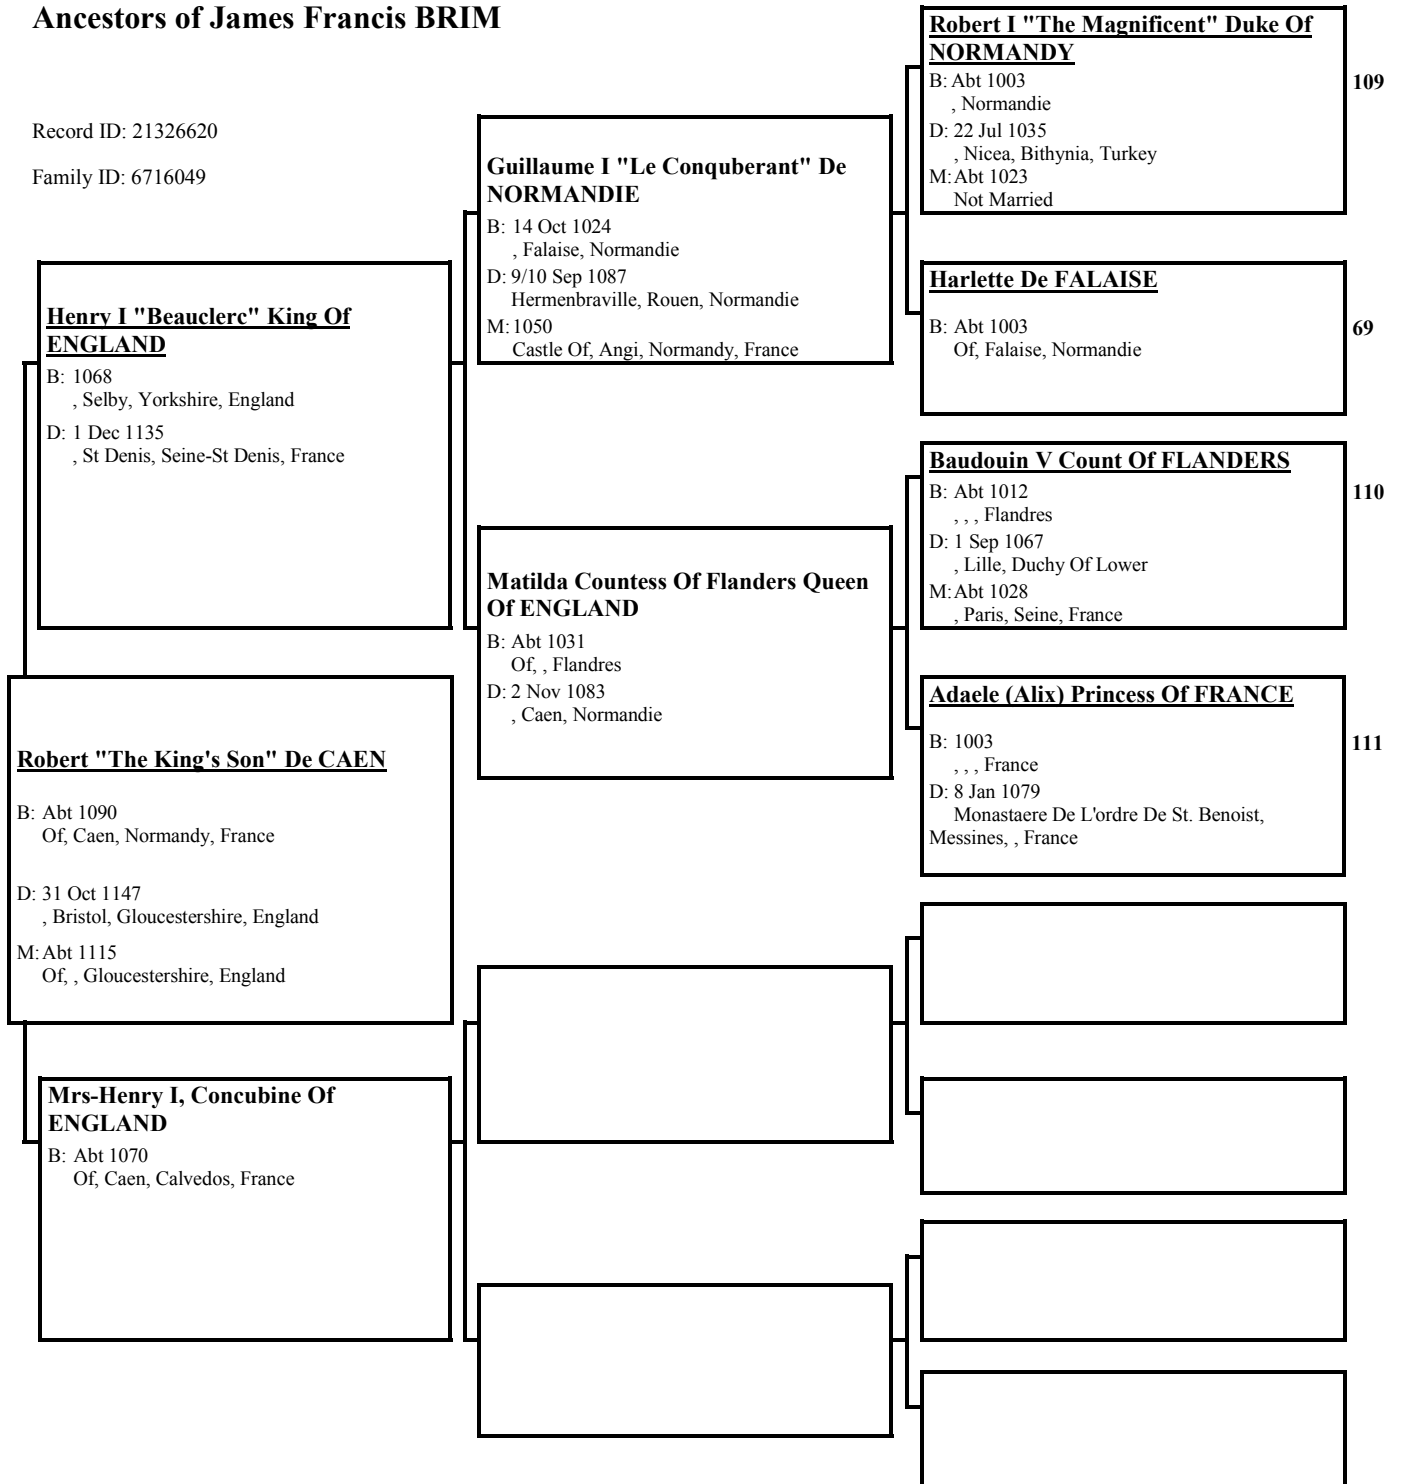 Ancestors of James Francis BRIM
Record ID: 21326620
Family ID: 6716049
Henry I "Beauclerc" King Of
ENGLAND
B: 1068
, Selby, Yorkshire, England
D: 1 Dec 1135
, St Denis, Seine-St Denis, France
Robert "The King's Son" De CAEN
B: Abt 1090
Of, Caen, Normandy, France
D: 31 Oct 1147
, Bristol, Gloucestershire, England
M: Abt 1115
Of, , Gloucestershire, England
Mrs-Henry I, Concubine Of
ENGLAND
B: Abt 1070
Of, Caen, Calvedos, France
Guillaume I "Le Conquberant" De
NORMANDIE
B: 14 Oct 1024
, Falaise, Normandie
D: 9/10 Sep 1087
Hermenbraville, Rouen, Normandie
M: 1050
Castle Of, Angi, Normandy, France
Matilda Countess Of Flanders Queen
Of ENGLAND
B: Abt 1031
Of, , Flandres
D: 2 Nov 1083
, Caen, Normandie
Robert I "The Magnificent" Duke Of
NORMANDY
B: Abt 1003
, Normandie
D: 22 Jul 1035
, Nicea, Bithynia, Turkey
M: Abt 1023
Not Married
109
Harlette De FALAISE
B: Abt 1003
Of, Falaise, Normandie
69
Baudouin V Count Of FLANDERS
B: Abt 1012
, , , Flandres
D: 1 Sep 1067
, Lille, Duchy Of Lower
M: Abt 1028
, Paris, Seine, France
110
Adaele (Alix) Princess Of FRANCE
B: 1003
, , , France
D: 8 Jan 1079
Monastaere De L'ordre De St. Benoist,
Messines, , France
111